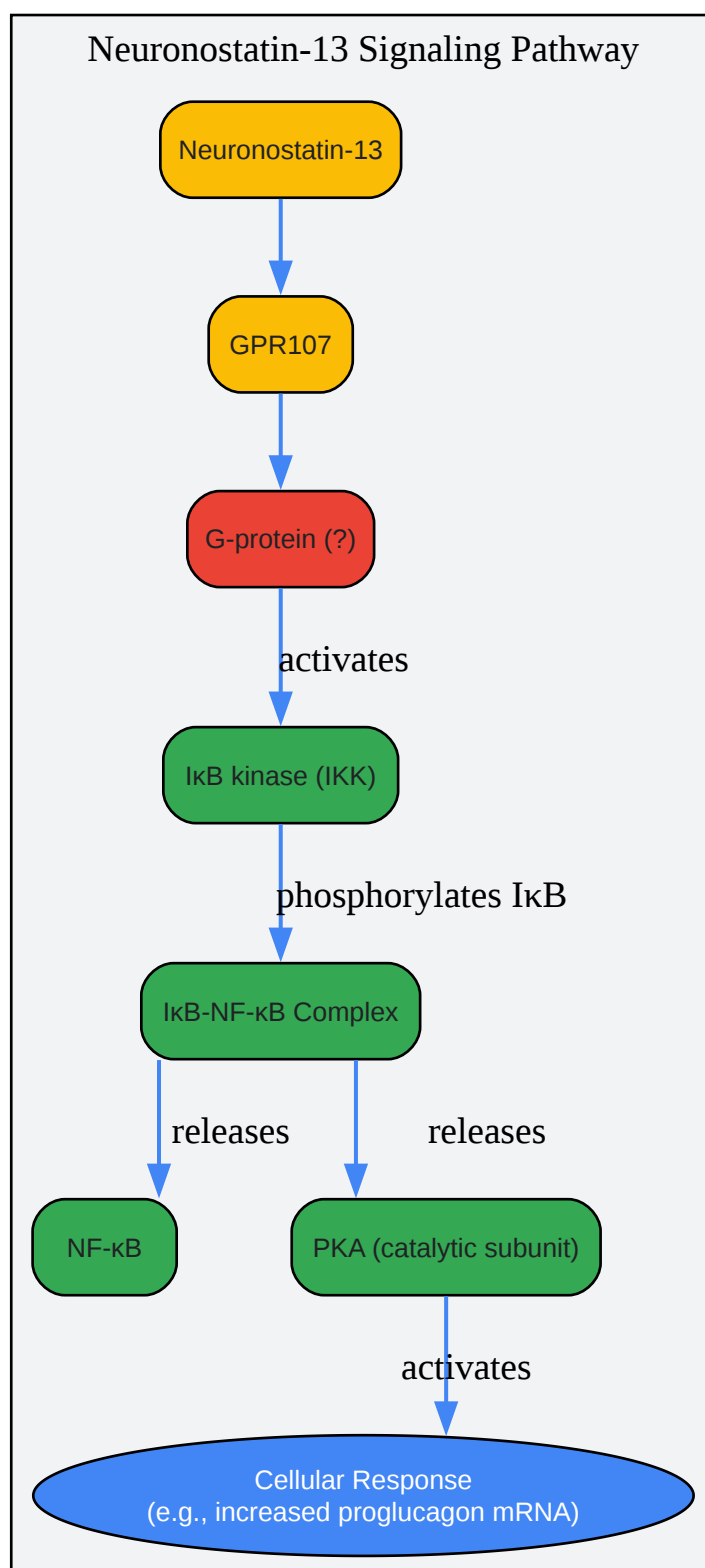 Neuronostatin-13 Signaling Pathway
Neuronostatin-13
GPR107
G-protein (?)
activates
IκB kinase (IKK)
phosphorylates IκB
IκB-NF-κB Complex
releases
releases
NF-κB
PKA (catalytic subunit)
activates
Cellular Response
(e.g., increased proglucagon mRNA)